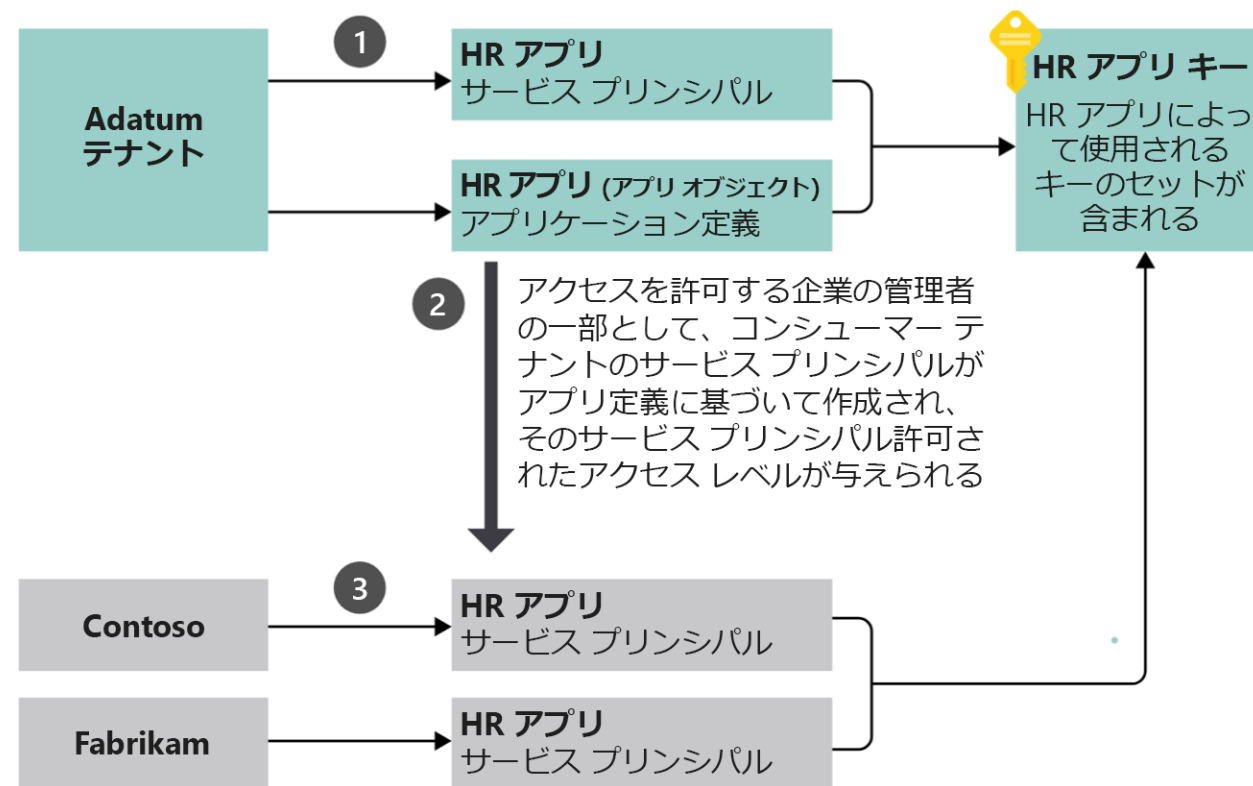 1
HR アプリ
サービス プリンシパル
Adatum
テナント
HR アプリ (アプリ オブジェクト)
アプリケーション定義
HR アプリ キー
HR アプリによっ
て使用される
キーのセットが
含まれる
2
アクセスを許可する企業の管理者
の一部として、コンシューマー テ
ナントのサービス プリンシパルが
アプリ定義に基づいて作成され、
そのサービス プリンシパル許可さ
れたアクセス レベルが与えられる
3
Contoso
HR アプリ
サービス プリンシパル
Fabrikam
HR アプリ
サービス プリンシパル